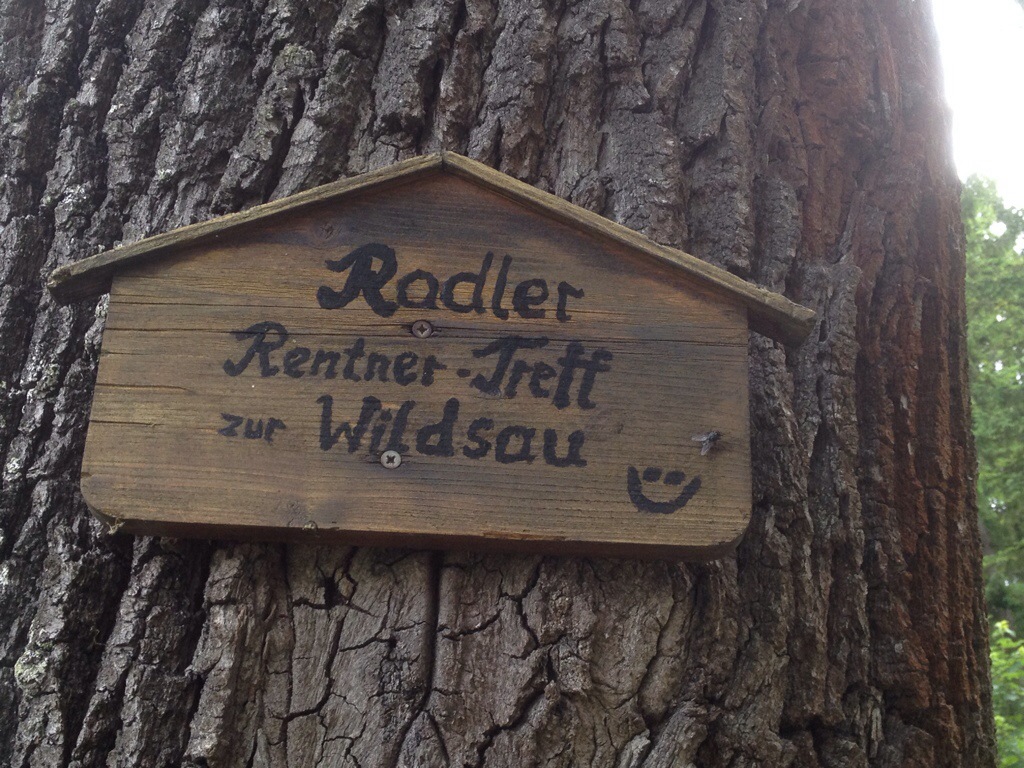 Radler
Rentner-Treff
zur Wildsau